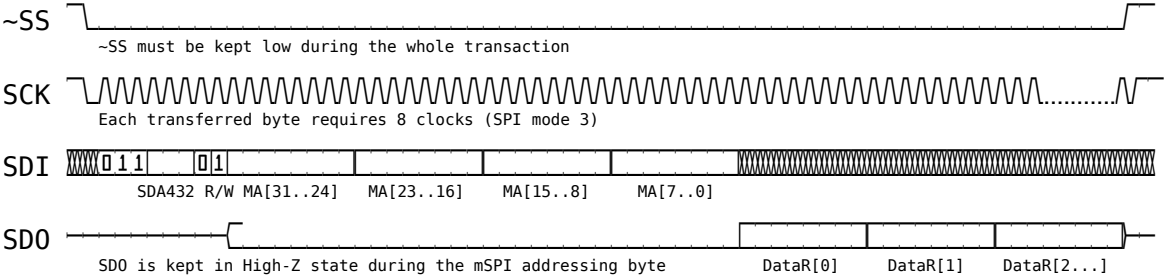 ~SS
~SS must be kept low during the whole transaction
SCK
Each transferred byte requires 8 clocks (SPI mode 3)
SDI 0 1 1 0 1
SDA432 R/W MA[31..24] MA[23..16] MA[15..8] MA[7..0]
SDO
SDO is kept in High-Z state during the mSPI addressing byte DataR[0] DataR[1] DataR[2...]